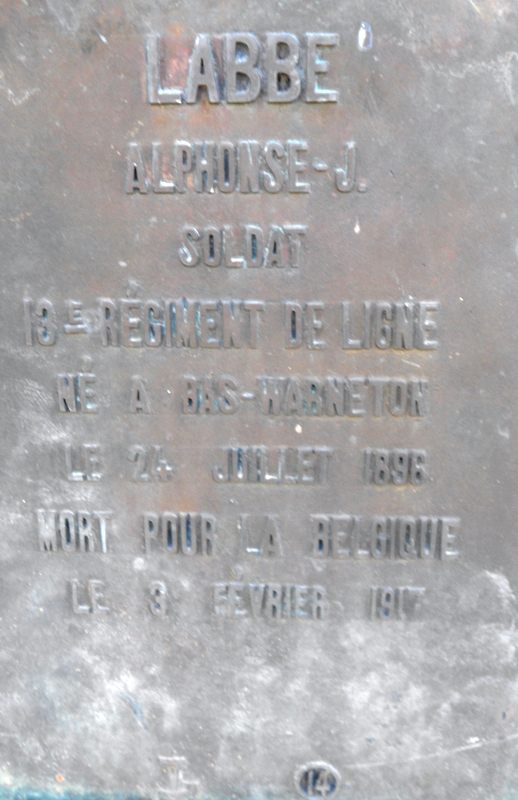 LABBE
ALPHONSE-J.
SOLDAT
13E RÉGIMENT DE LIGNE
NÉ A BAS-WARNETON
LE 24 JUILLET 1896
MORT POUR LA BELGIQUE
LE 3 FÉVRIER 1917
14